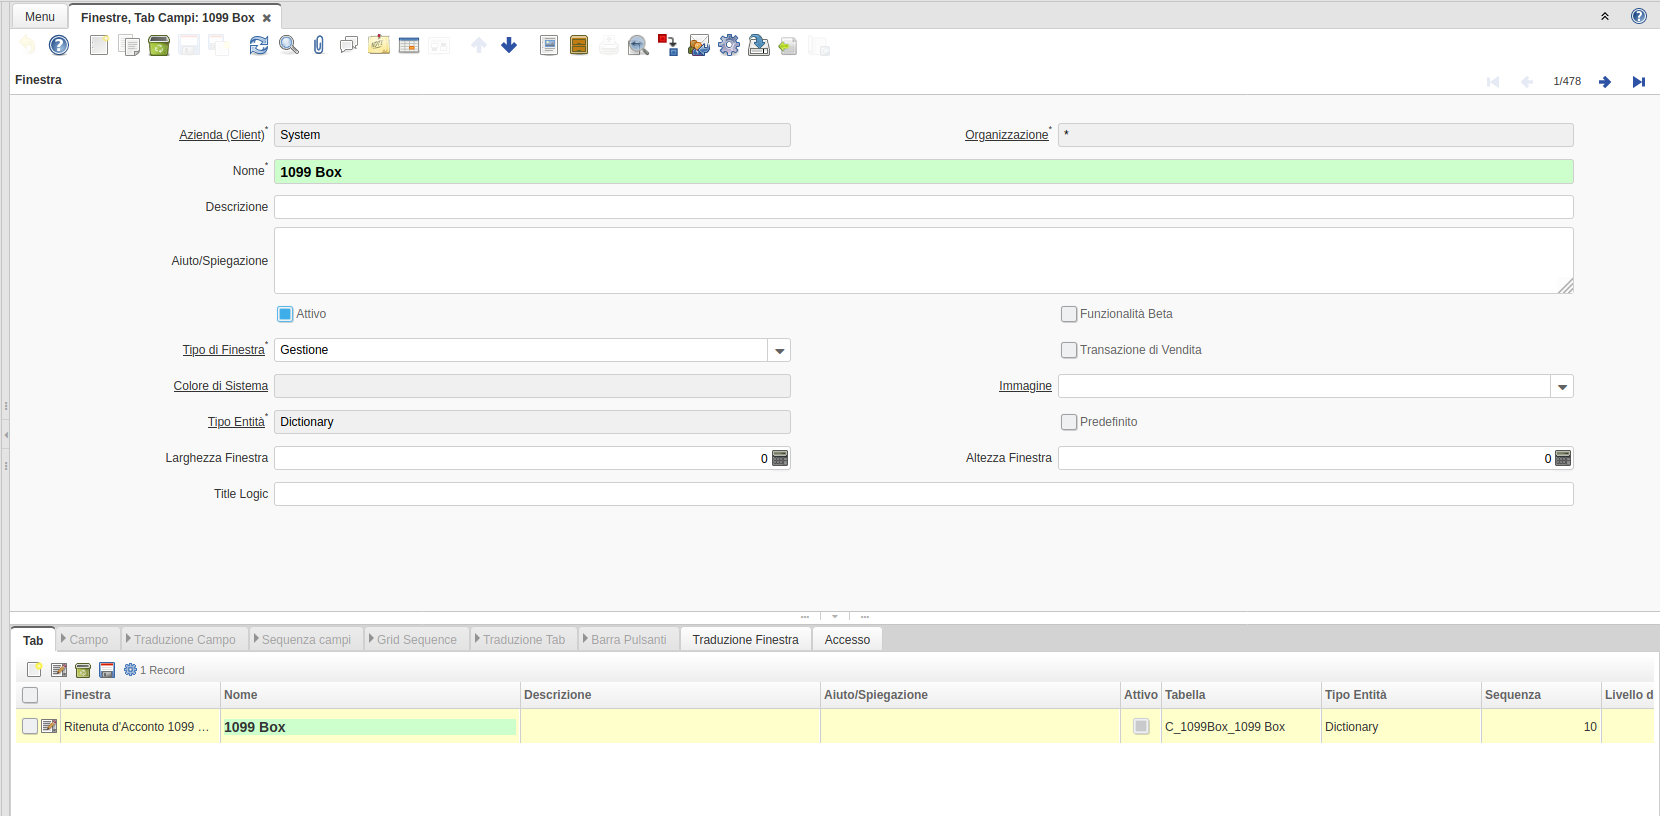 Menu
Finestre, Tab Campi: 1099 Box
Finestra
1/478
Azienda (Client)* System
Organizzazione* *
Nome* 1099 Box
Descrizione
Aiuto/Spiegazione
Attivo
Funzionalità Beta
Tipo di Finestra* Gestione
Transazione di Vendita
Colore di Sistema
Immagine
Tipo Entità* Dictionary
Predefinito
Larghezza Finestra 0
Altezza Finestra 0
Title Logic
Tab Campo Traduzione Campo Sequenza campi Grid Sequence Traduzione Tab Barra Pulsanti Traduzione Finestra Accesso
1 Record
Finestra Nome Descrizione Aiuto/Spiegazione Attivo Tabella Tipo Entità Sequenza Livello d
Ritenuta d'Acconto 1099 ... 1099 Box C_1099Box_1099 Box Dictionary 10